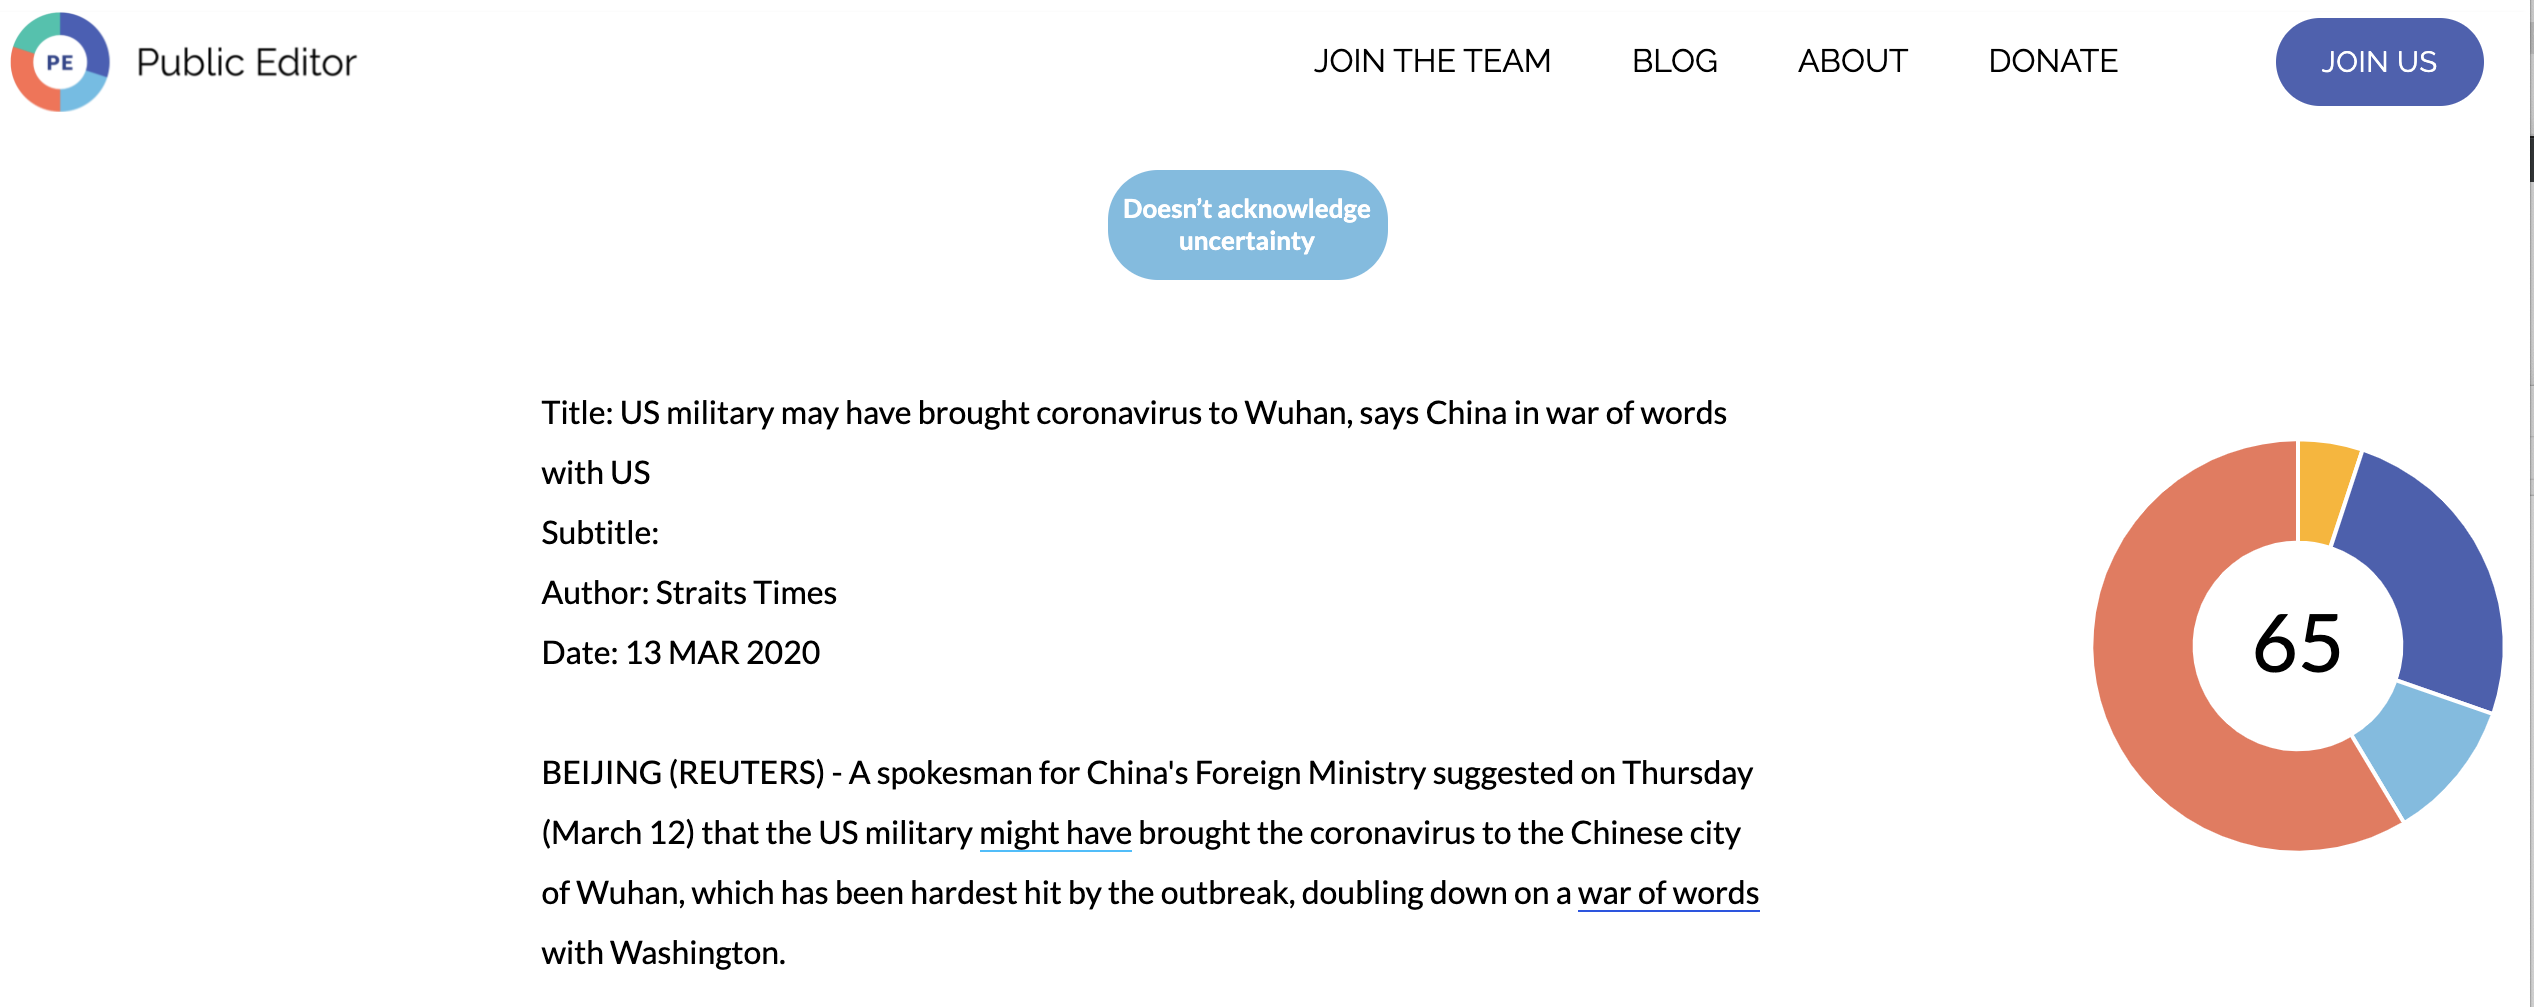 PE
Public Editor
JOIN THE TEAM
BLOG
ABOUT
DONATE
JOIN US
Doesn’t acknowledge
uncertainty
Title: US military may have brought coronavirus to Wuhan, says China in war of words
with US
Subtitle:
Author: Straits Times
Date: 13 MAR 2020
BEIJING (REUTERS) - A spokesman for China's Foreign Ministry suggested on Thursday
(March 12) that the US military might have brought the coronavirus to the Chinese city
of Wuhan, which has been hardest hit by the outbreak, doubling down on a war of words
with Washington.
65